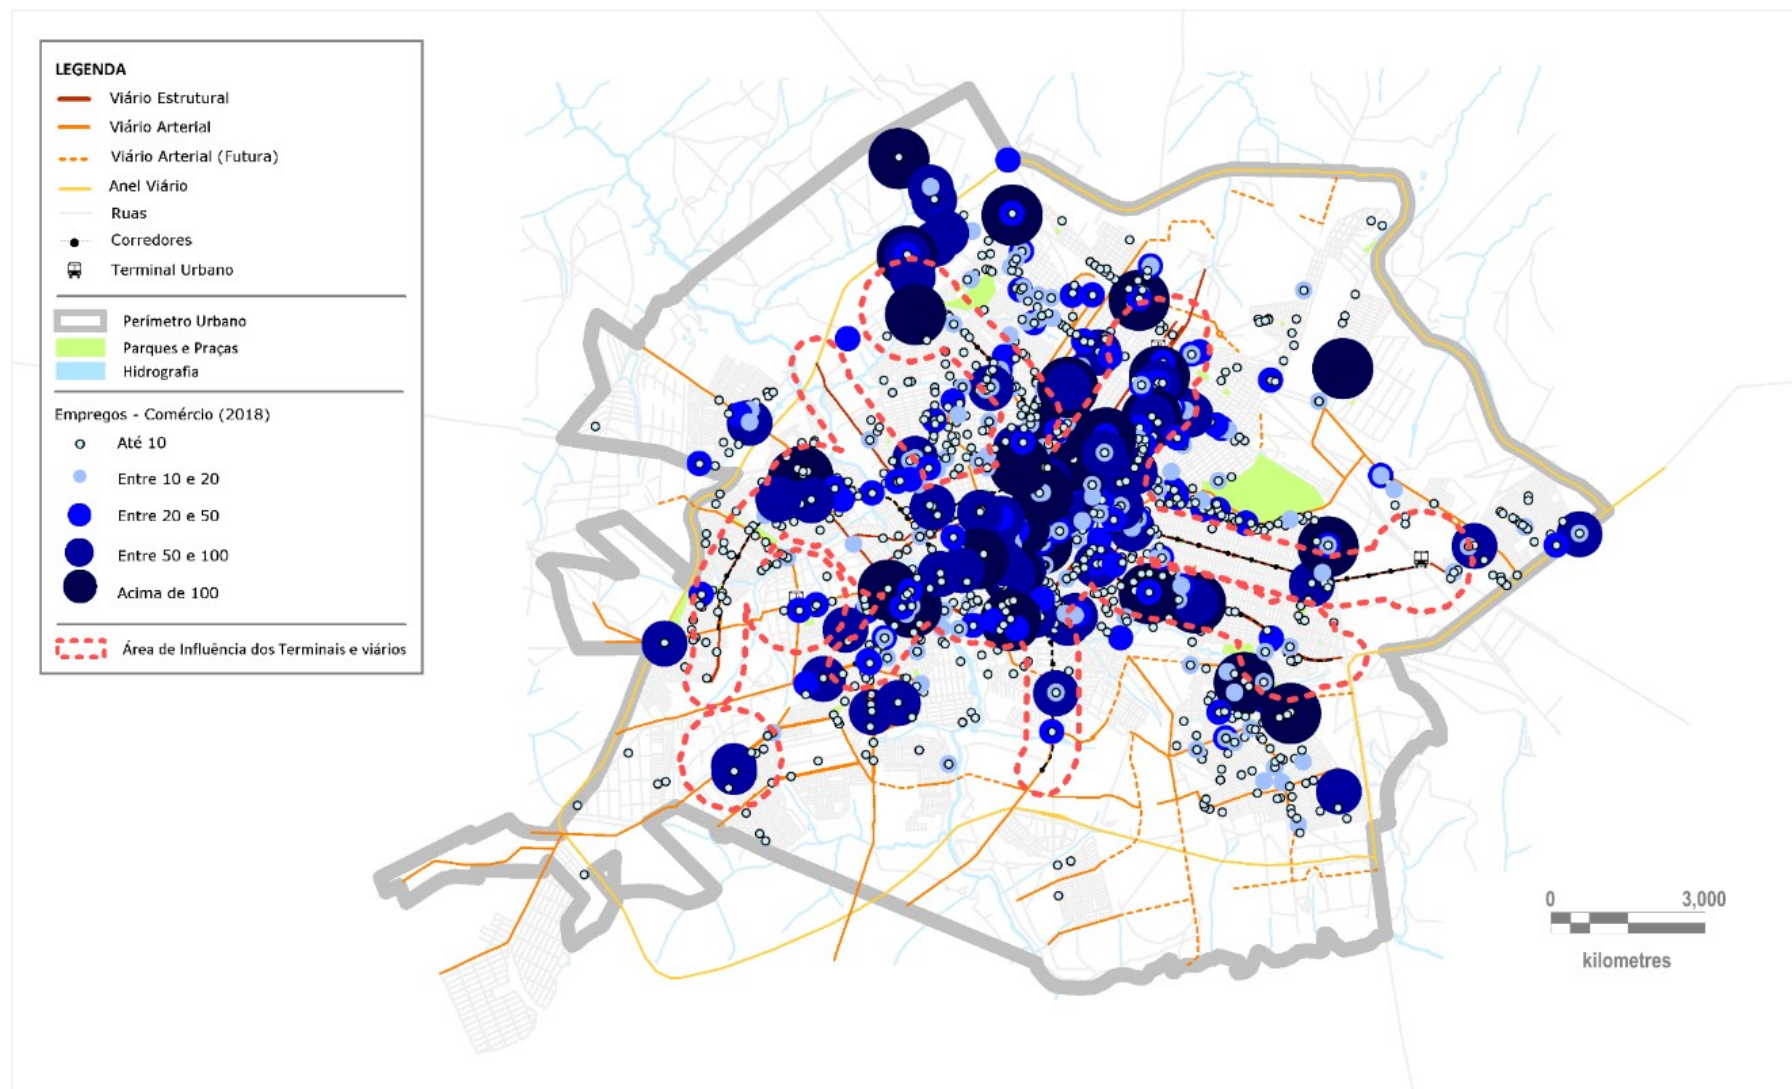 LEGENDA
Viário Estrutural
Viário Arterial
Viário Arterial (Futura)
Anel Viário
Ruas
Corredores
Terminal Urbano
Perímetro Urbano
Parques e Praças
Hidrografia
Empregos - Comércio (2018)
Até 10
Entre 10 e 20
Entre 20 e 50
Entre 50 e 100
Acima de 100
Área de Influência dos Terminais e viários
0 3,000
kilometres